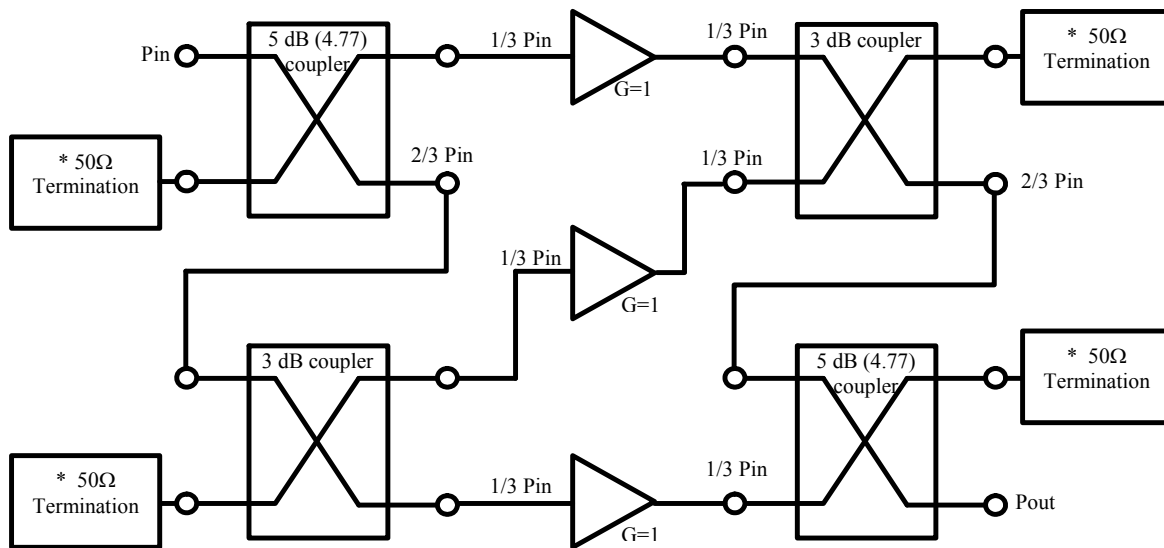 Pin
5 dB (4.77)
coupler
1/3 Pin
G=1
1/3 Pin
3 dB coupler
* 50Ω
Termination
* 50Ω
Termination
2/3 Pin
1/3 Pin
2/3 Pin
1/3 Pin
G=1
3 dB coupler
5 dB (4.77)
coupler
* 50Ω
Termination
* 50Ω
Termination
1/3 Pin
G=1
1/3 Pin
Pout